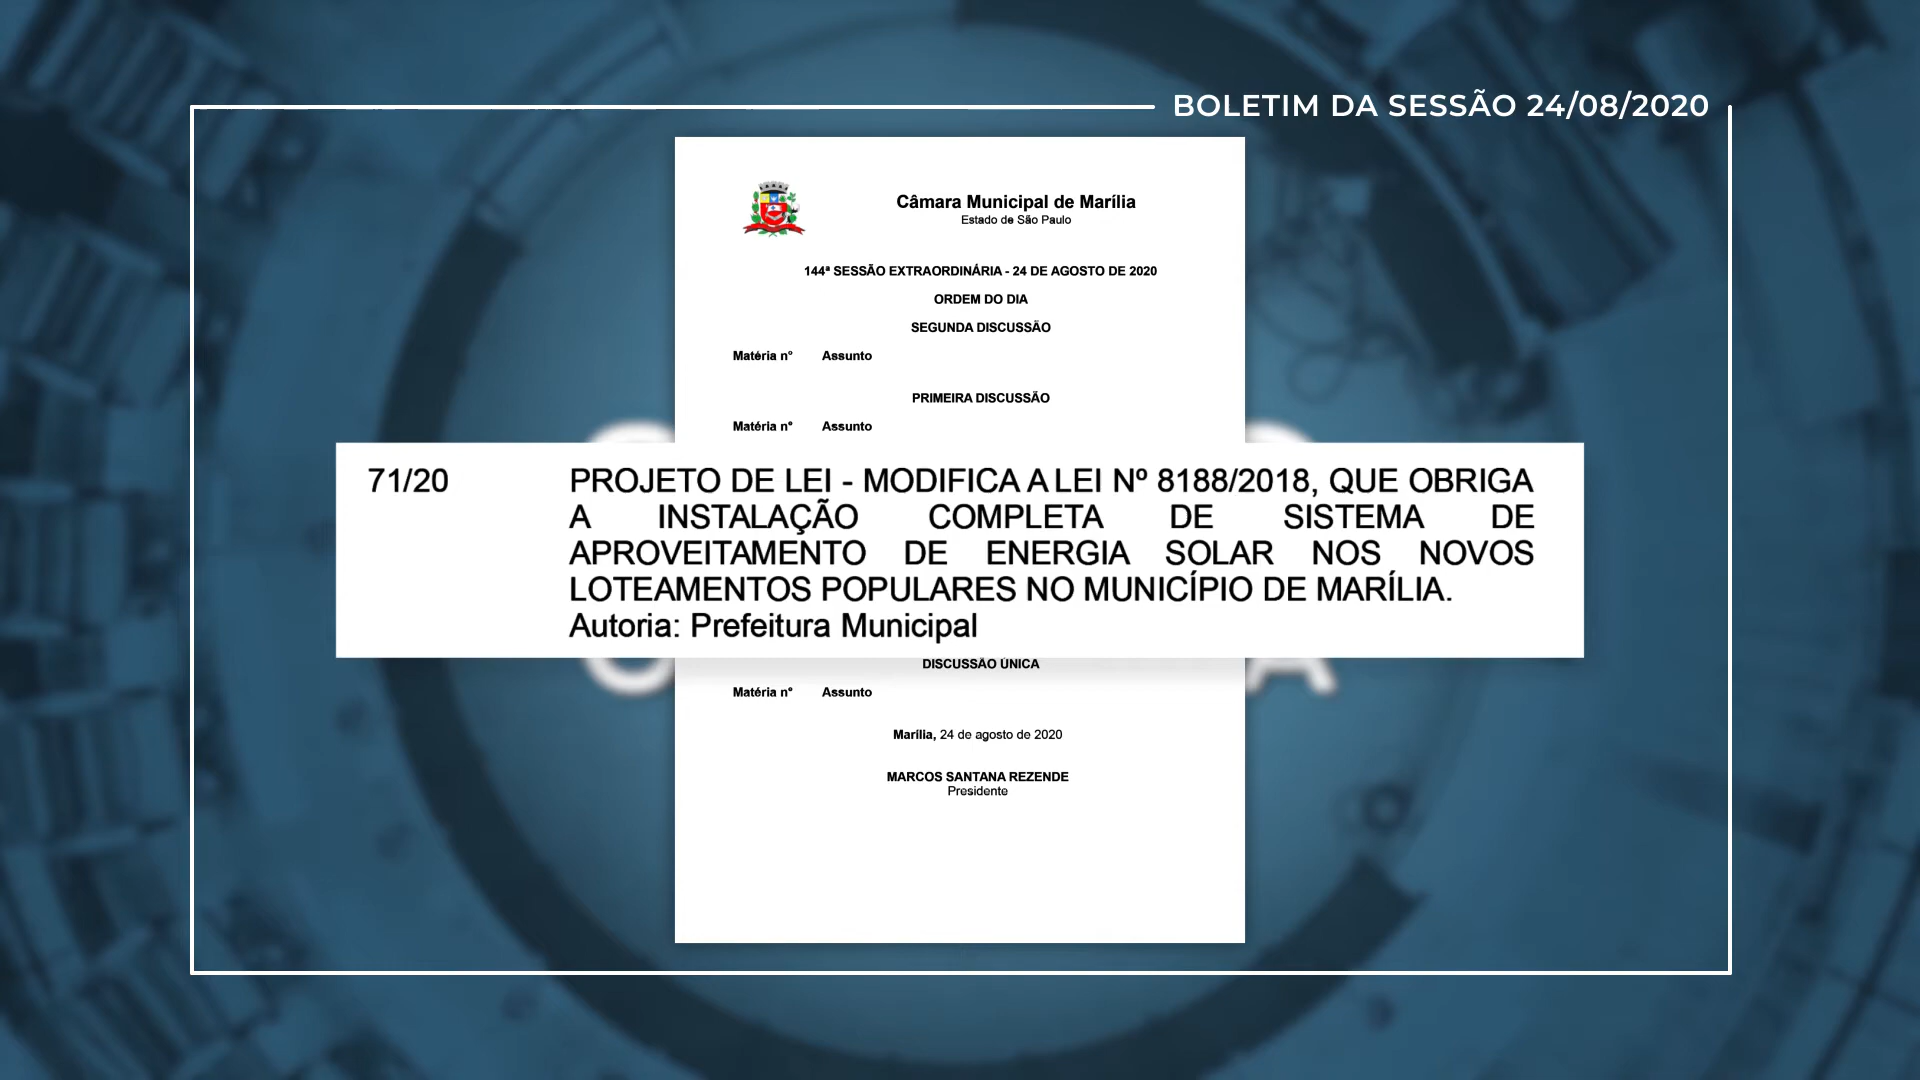 BOLETIM DA SESSÃO 24/08/2020
Câmara Municipal de Marília
Estado de São Paulo
144ª SESSÃO EXTRAORDINÁRIA - 24 DE AGOSTO DE 2020
ORDEM DO DIA
SEGUNDA DISCUSSÃO
Matéria nº Assunto
PRIMEIRA DISCUSSÃO
Matéria nº Assunto
71/20 PROJETO DE LEI - MODIFICA A LEI Nº 8188/2018, QUE OBRIGA
A INSTALAÇÃO COMPLETA DE SISTEMA DE
APROVEITAMENTO DE ENERGIA SOLAR NOS NOVOS
LOTEAMENTOS POPULARES NO MUNICÍPIO DE MARÍLIA.
Autoria: Prefeitura Municipal
DISCUSSÃO ÚNICA
Matéria nº Assunto
Marília, 24 de agosto de 2020
MARCOS SANTANA REZENDE
Presidente